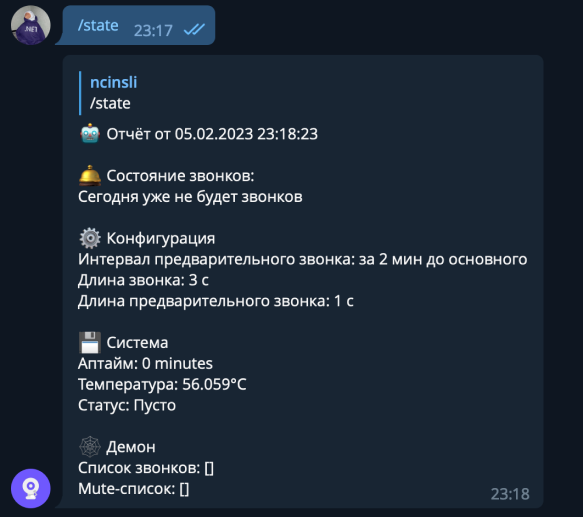 .NET
/state 23:17
ncinsli
/state
Отчёт от 05.02.2023 23:18:23
Состояние звонков:
Сегодня уже не будет звонков
Конфигурация
Интервал предварительного звонка: за 2 мин до основного
Длина звонка: 3 с
Длина предварительного звонка: 1 с
Система
Аптайм: 0 minutes
Температура: 56.059°C
Статус: Пусто
Демон
Список звонков: []
Mute-список: []
23:18